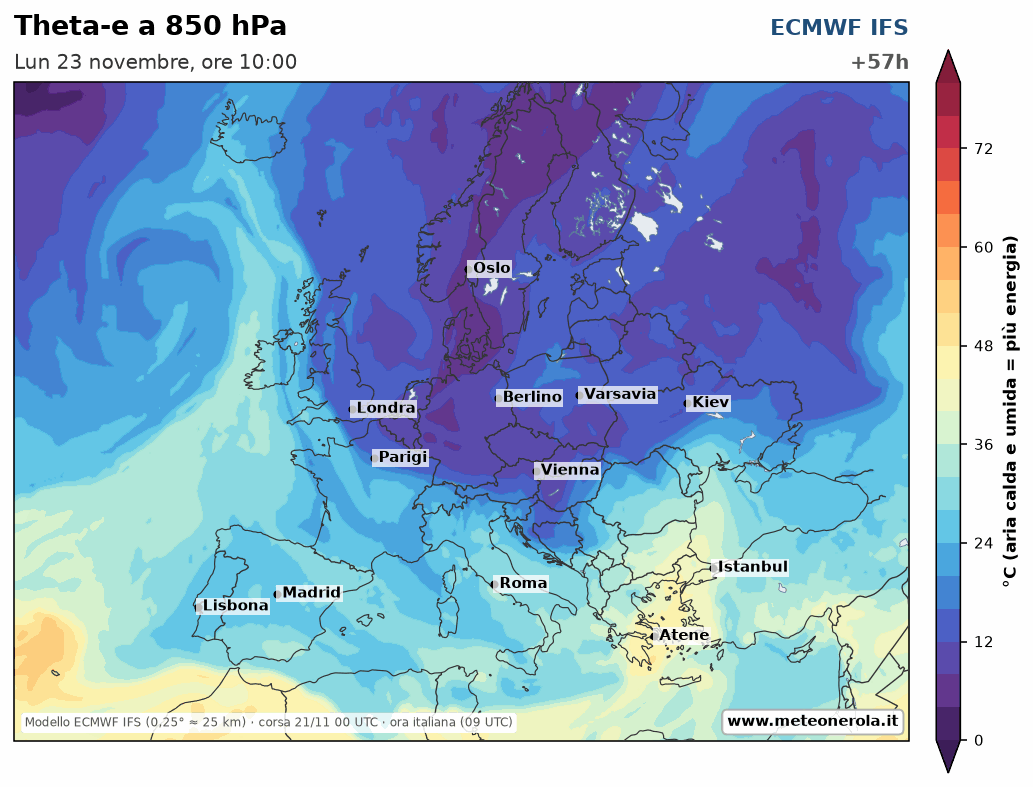 Theta-e a 850 hPa
ECMWF IFS
Lun 23 novembre, ore 10:00
+57h
72
60
48
36
24
12
0
°C (aria calda e umida = più energia)
Oslo
Londra
Berlino
Varsavia
Kiev
Parigi
Vienna
Istanbul
Roma
Madrid
Lisbona
Atene
Modello ECMWF IFS (0,25° ≈ 25 km) · corsa 21/11 00 UTC · ora italiana (09 UTC)
www.meteonerola.it